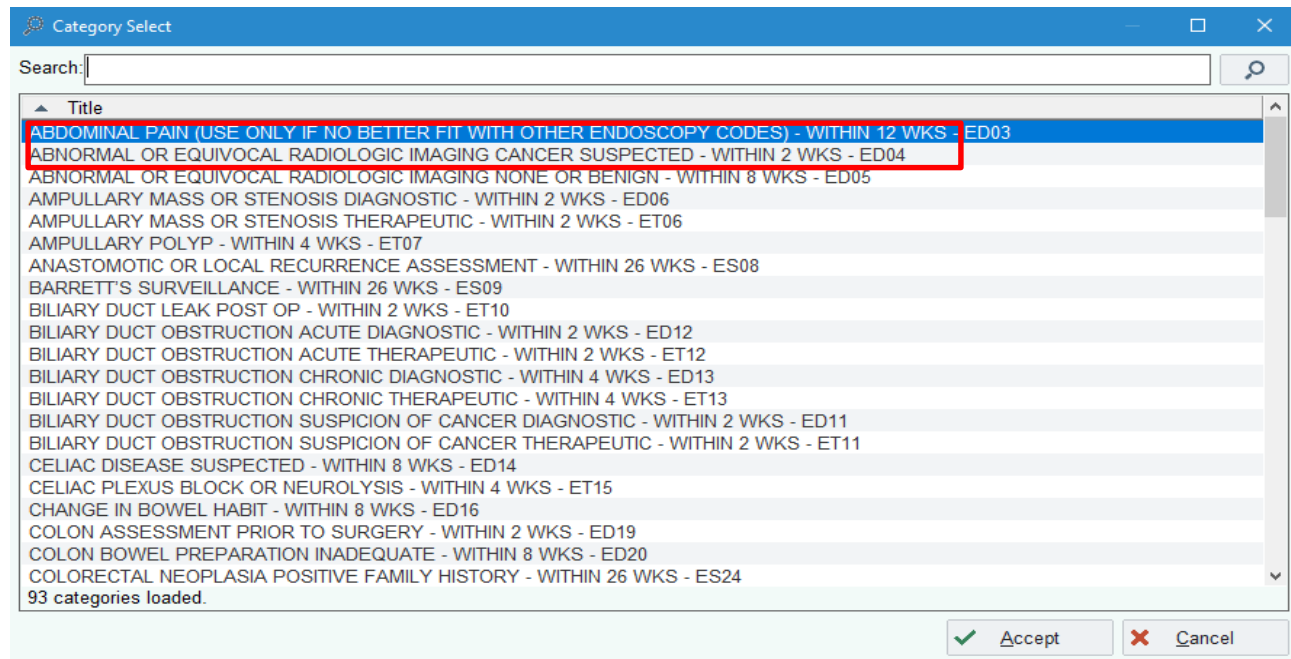 Category Select
Search:
Title
ABDOMINAL PAIN (USE ONLY IF NO BETTER FIT WITH OTHER ENDOSCOPY CODES) - WITHIN 12 WKS - ED03
ABNORMAL OR EQUIVOCAL RADIOLOGIC IMAGING CANCER SUSPECTED - WITHIN 2 WKS - ED04
ABNORMAL OR EQUIVOCAL RADIOLOGIC IMAGING NONE OR BENIGN - WITHIN 8 WKS - ED05
AMPULLARY MASS OR STENOSIS DIAGNOSTIC - WITHIN 2 WKS - ED06
AMPULLARY MASS OR STENOSIS THERAPEUTIC - WITHIN 2 WKS - ET06
AMPULLARY POLYP - WITHIN 4 WKS - ET07
ANASTOMOTIC OR LOCAL RECURRENCE ASSESSMENT - WITHIN 26 WKS - ES08
BARRETT'S SURVEILLANCE - WITHIN 26 WKS - ES09
BILIARY DUCT LEAK POST OP - WITHIN 2 WKS - ET10
BILIARY DUCT OBSTRUCTION ACUTE DIAGNOSTIC - WITHIN 2 WKS - ED12
BILIARY DUCT OBSTRUCTION ACUTE THERAPEUTIC - WITHIN 2 WKS - ET12
BILIARY DUCT OBSTRUCTION CHRONIC DIAGNOSTIC - WITHIN 4 WKS - ED13
BILIARY DUCT OBSTRUCTION CHRONIC THERAPEUTIC - WITHIN 4 WKS - ET13
BILIARY DUCT OBSTRUCTION SUSPICION OF CANCER DIAGNOSTIC - WITHIN 2 WKS - ED11
BILIARY DUCT OBSTRUCTION SUSPICION OF CANCER THERAPEUTIC - WITHIN 2 WKS - ET11
CELIAC DISEASE SUSPECTED - WITHIN 8 WKS - ED14
CELIAC PLEXUS BLOCK OR NEUROLYSIS - WITHIN 4 WKS - ET15
CHANGE IN BOWEL HABIT - WITHIN 8 WKS - ED16
COLON ASSESSMENT PRIOR TO SURGERY - WITHIN 2 WKS - ED19
COLON BOWEL PREPARATION INADEQUATE - WITHIN 8 WKS - ED20
COLORECTAL NEOPLASIA POSITIVE FAMILY HISTORY - WITHIN 26 WKS - ES24
93 categories loaded.
Accept
Cancel